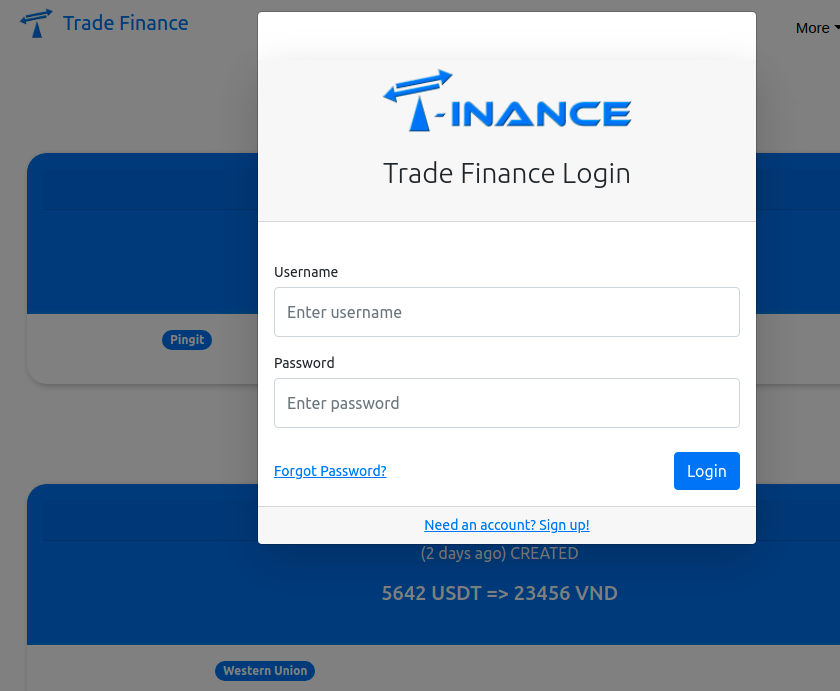 Trade Finance
More
-INANCE
Trade Finance Login
Username
Enter username
Pingit
Password
Enter password
Forgot Password?
Login
Need an account? Sign up!
(2 days ago) CREATED
5642 USDT => 23456 VND
Western Union